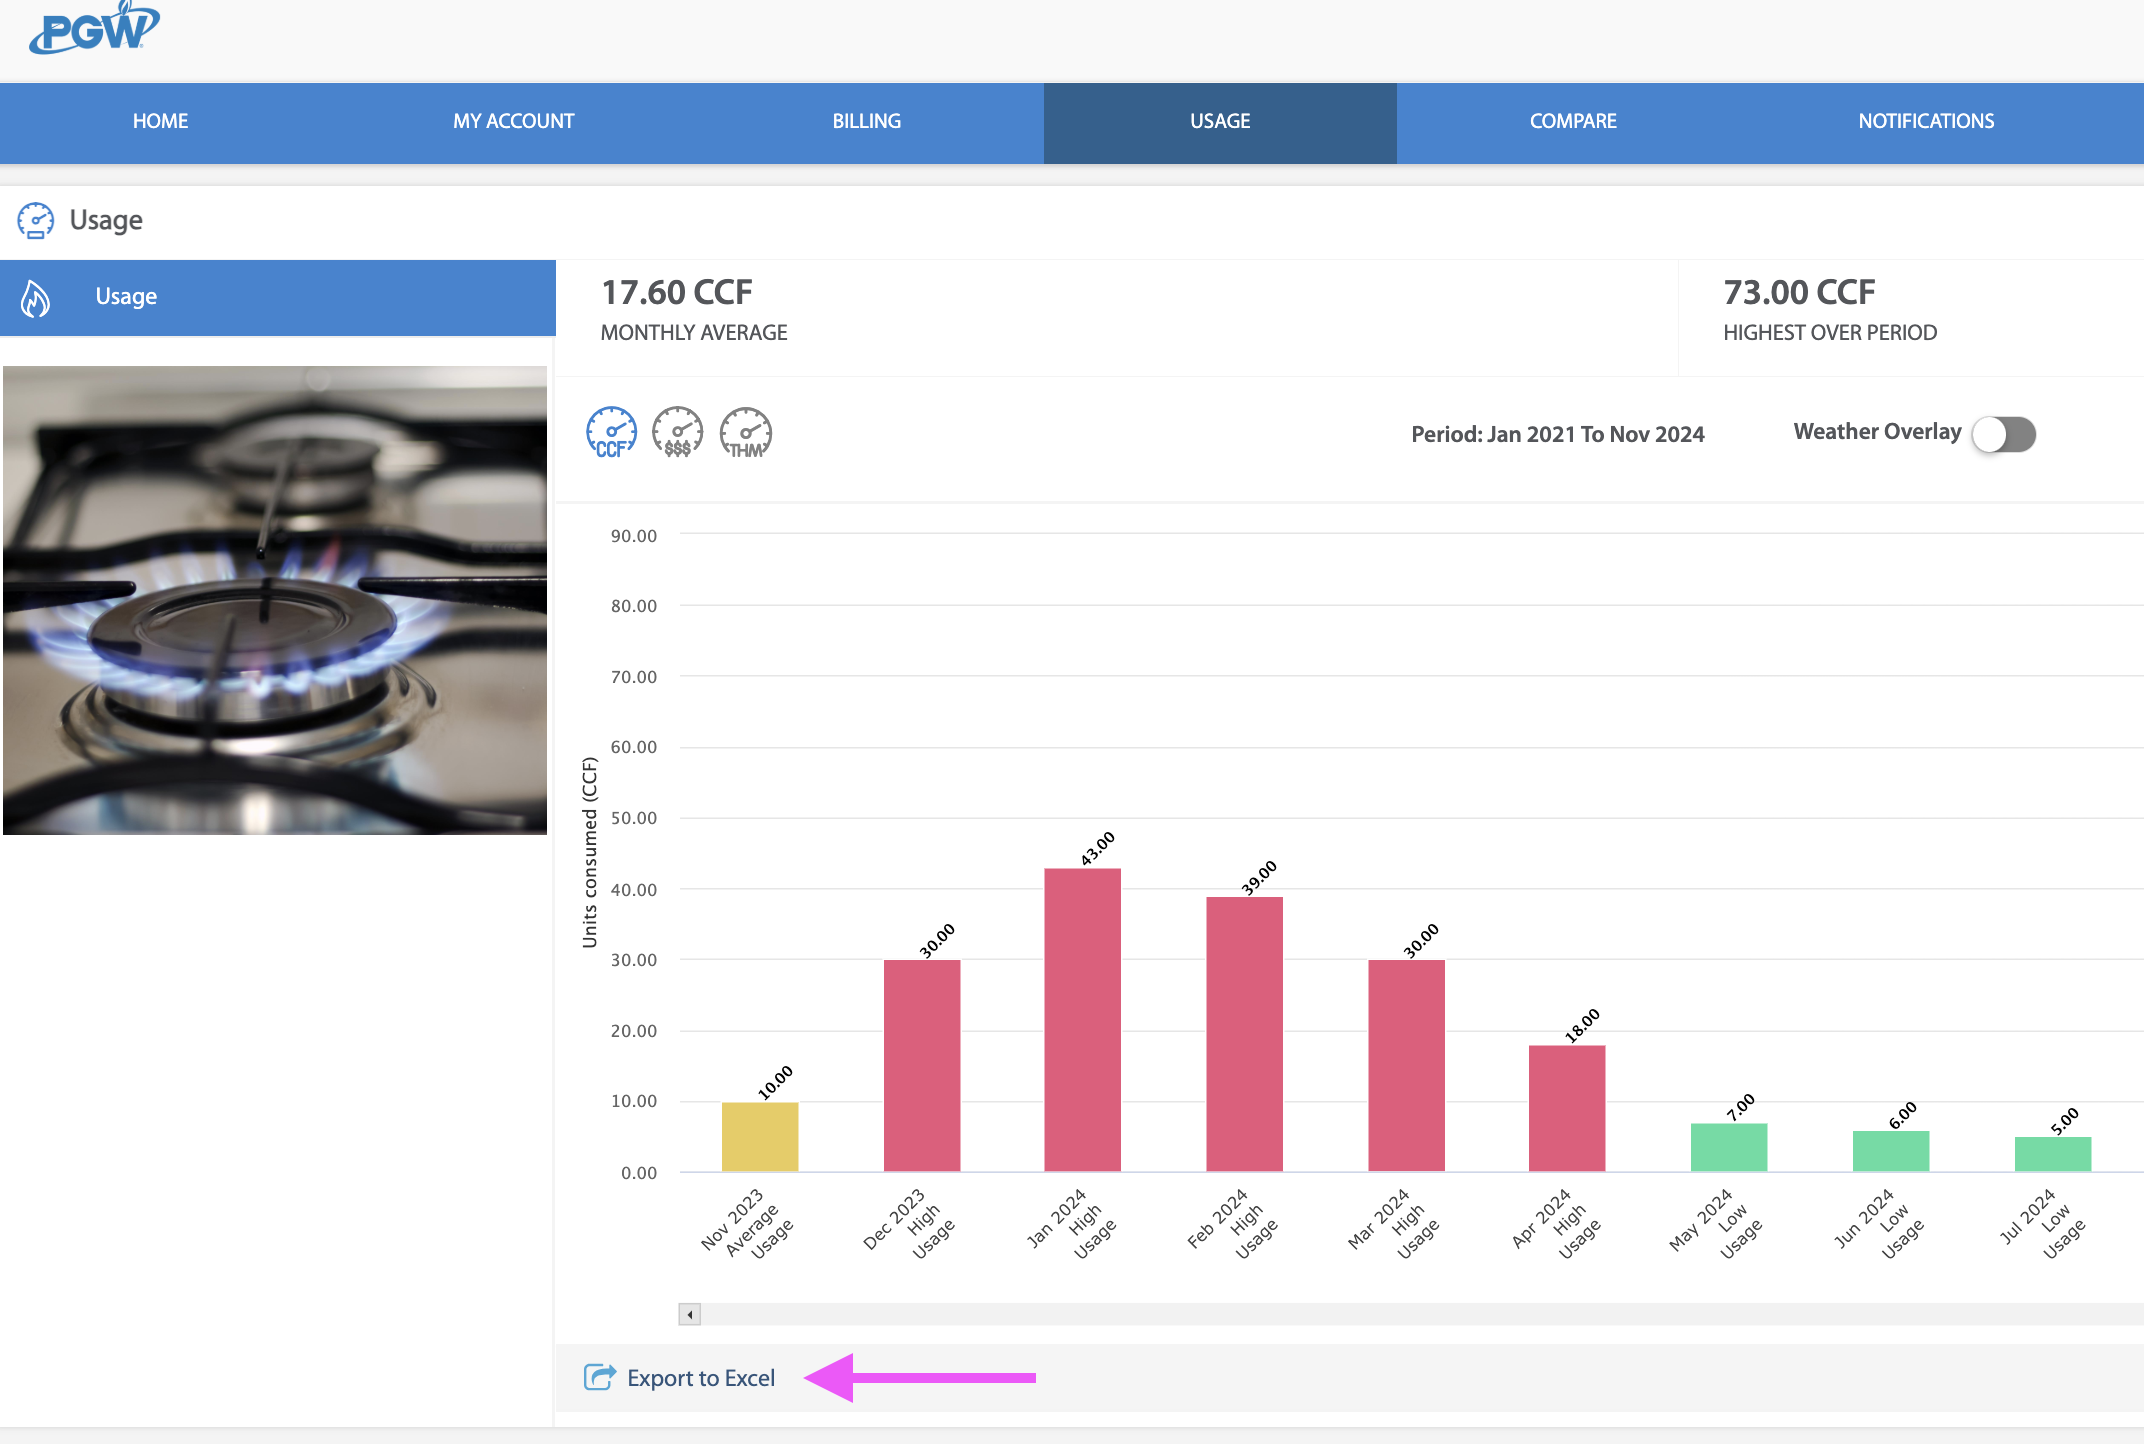 PGW
HOME
MY ACCOUNT
BILLING
USAGE
COMPARE
NOTIFICATIONS
Usage
Usage
17.60 CCF
MONTHLY AVERAGE
73.00 CCF
HIGHEST OVER PERIOD
CCF
$$$
THM
Period: Jan 2021 To Nov 2024
Weather Overlay
Units consumed (CCF)
90.00
80.00
70.00
60.00
50.00
40.00
30.00
20.00
10.00
0.00
10.00
30.00
43.00
39.00
30.00
18.00
7.00
6.00
5.00
Nov 2023
Average
Usage
Dec 2023
High
Usage
Jan 2024
High
Usage
Feb 2024
High
Usage
Mar 2024
High
Usage
Apr 2024
High
Usage
May 2024
Low
Usage
Jun 2024
Low
Usage
Jul 2024
Low
Usage
Export to Excel